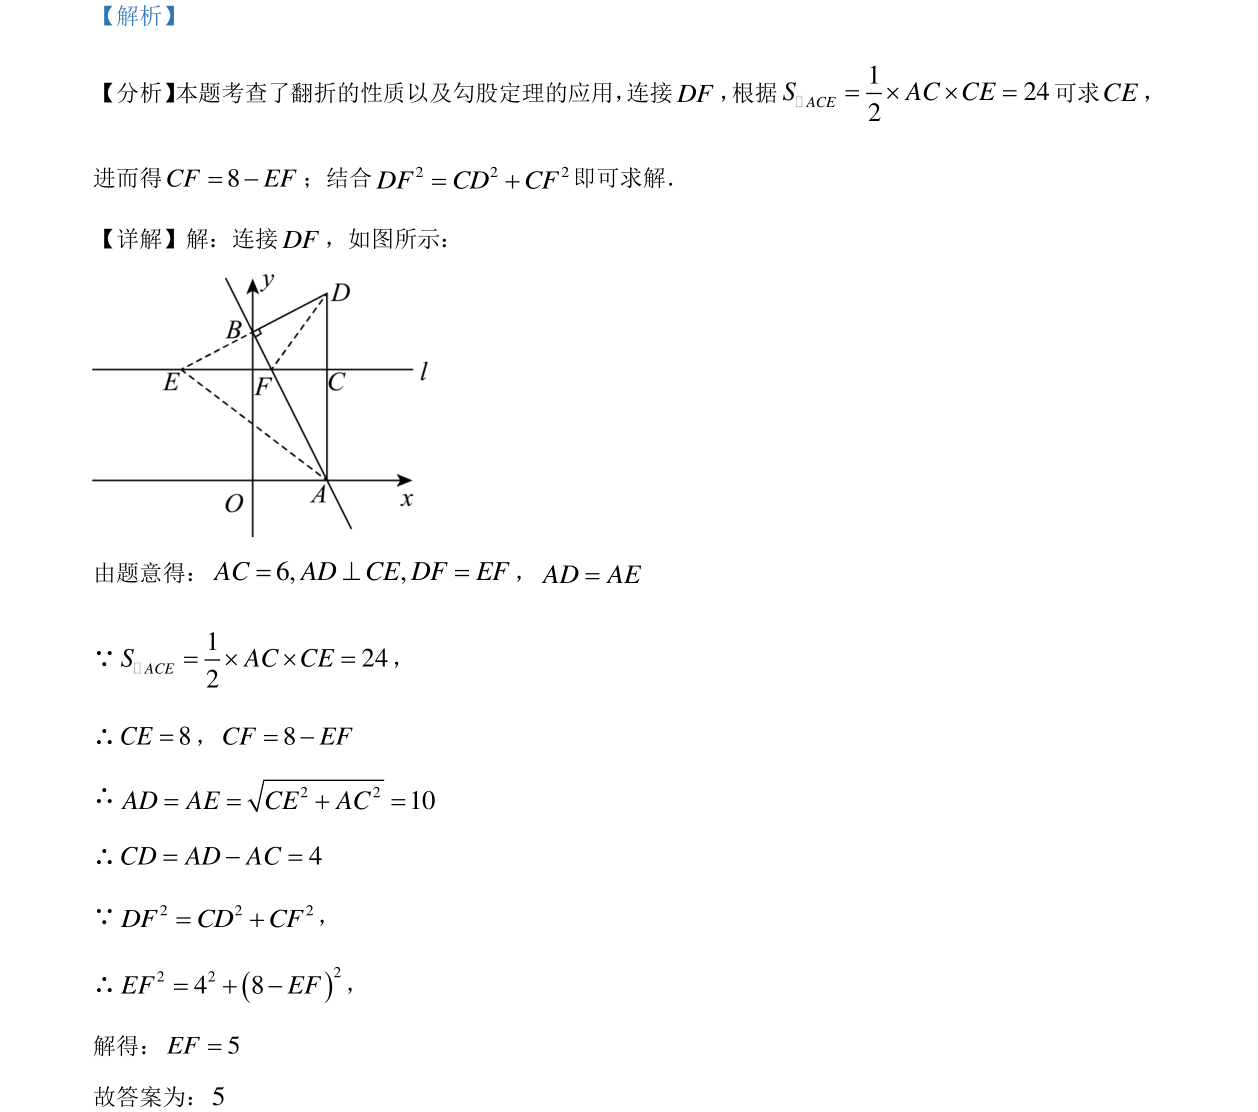 【解析】
【分析】本题考查了翻折的性质以及勾股定理的应用，连接DF，根据S▯ACE = 1/2 × AC × CE = 24可求CE，
进而得CF = 8 − EF；结合DF² = CD² + CF²即可求解．
【详解】解：连接DF，如图所示：
y
D
B
E
F
C
l
O
A
x
由题意得：AC = 6, AD ⊥ CE, DF = EF，AD = AE
∵ S▯ACE = 1/2 × AC × CE = 24，
∴ CE = 8，CF = 8 − EF
∴ AD = AE = √(CE² + AC²) = 10
∴ CD = AD − AC = 4
∵ DF² = CD² + CF²，
∴ EF² = 4² + (8 − EF)²，
解得：EF = 5
故答案为：5